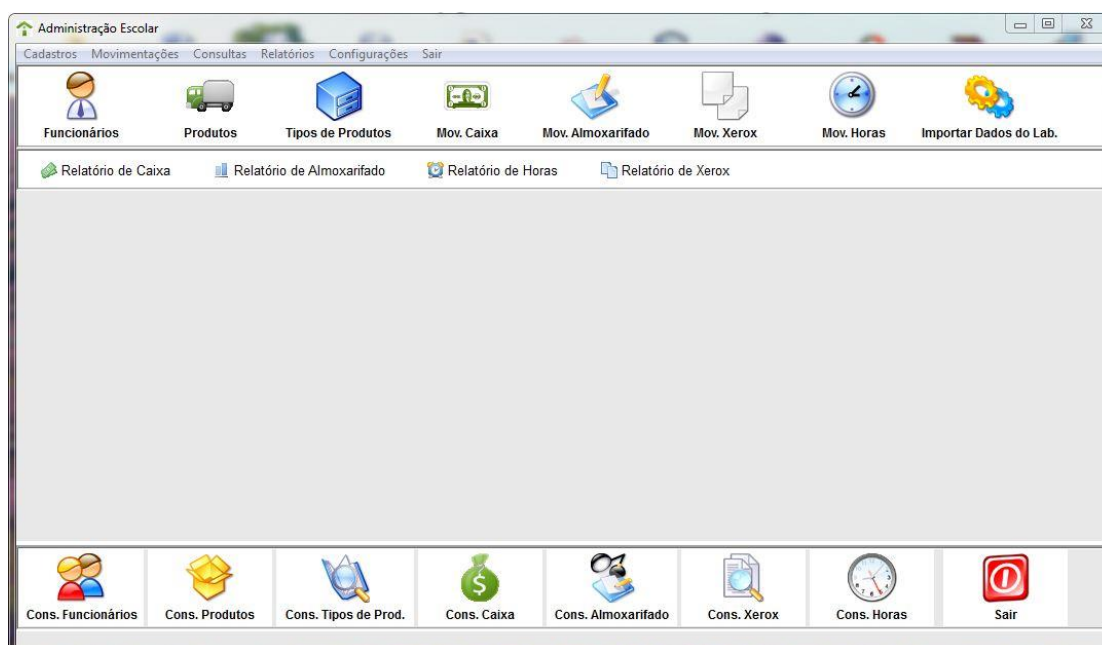 Administração Escolar
Cadastros Movimentações Consultas Relatórios Configurações Sair
Funcionários Produtos Tipos de Produtos Mov. Caixa Mov. Almoxarifado Mov. Xerox Mov. Horas Importar Dados do Lab.
Relatório de Caixa Relatório de Almoxarifado Relatório de Horas Relatório de Xerox
Cons. Funcionários Cons. Produtos Cons. Tipos de Prod. Cons. Caixa Cons. Almoxarifado Cons. Xerox Cons. Horas Sair